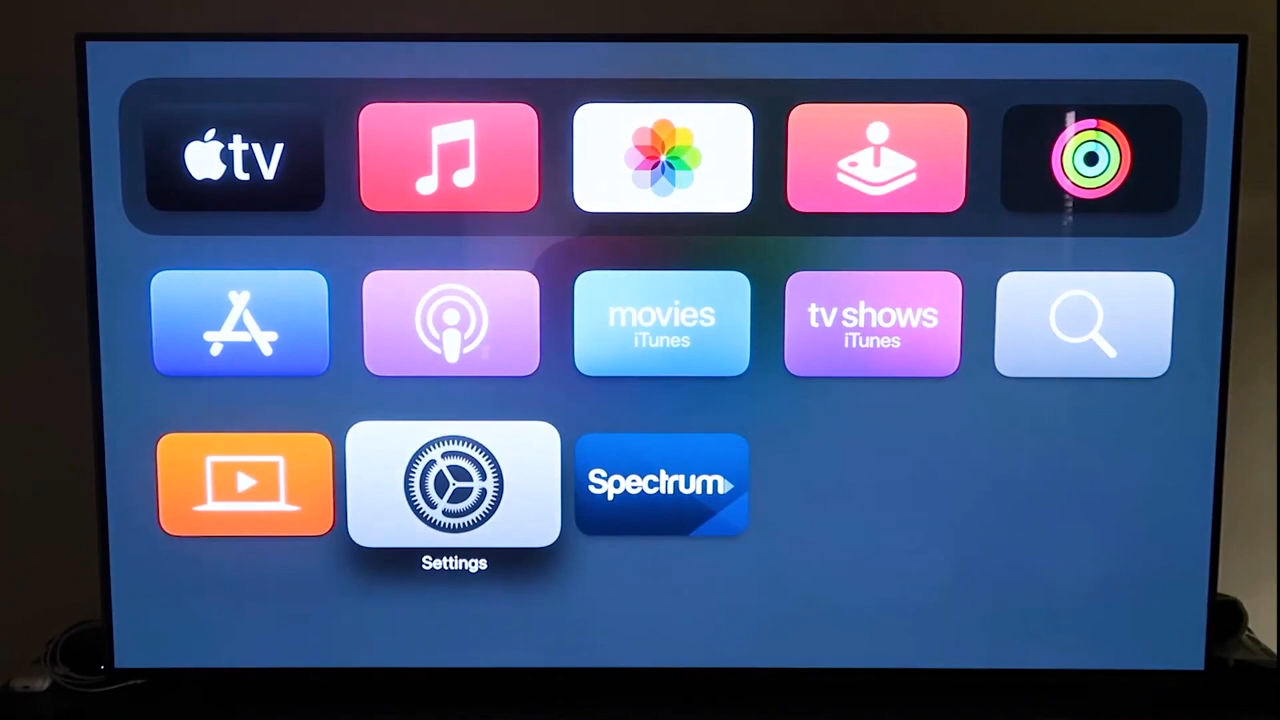 tv
movies
iTunes
tv shows
iTunes
Spectrum
Settings